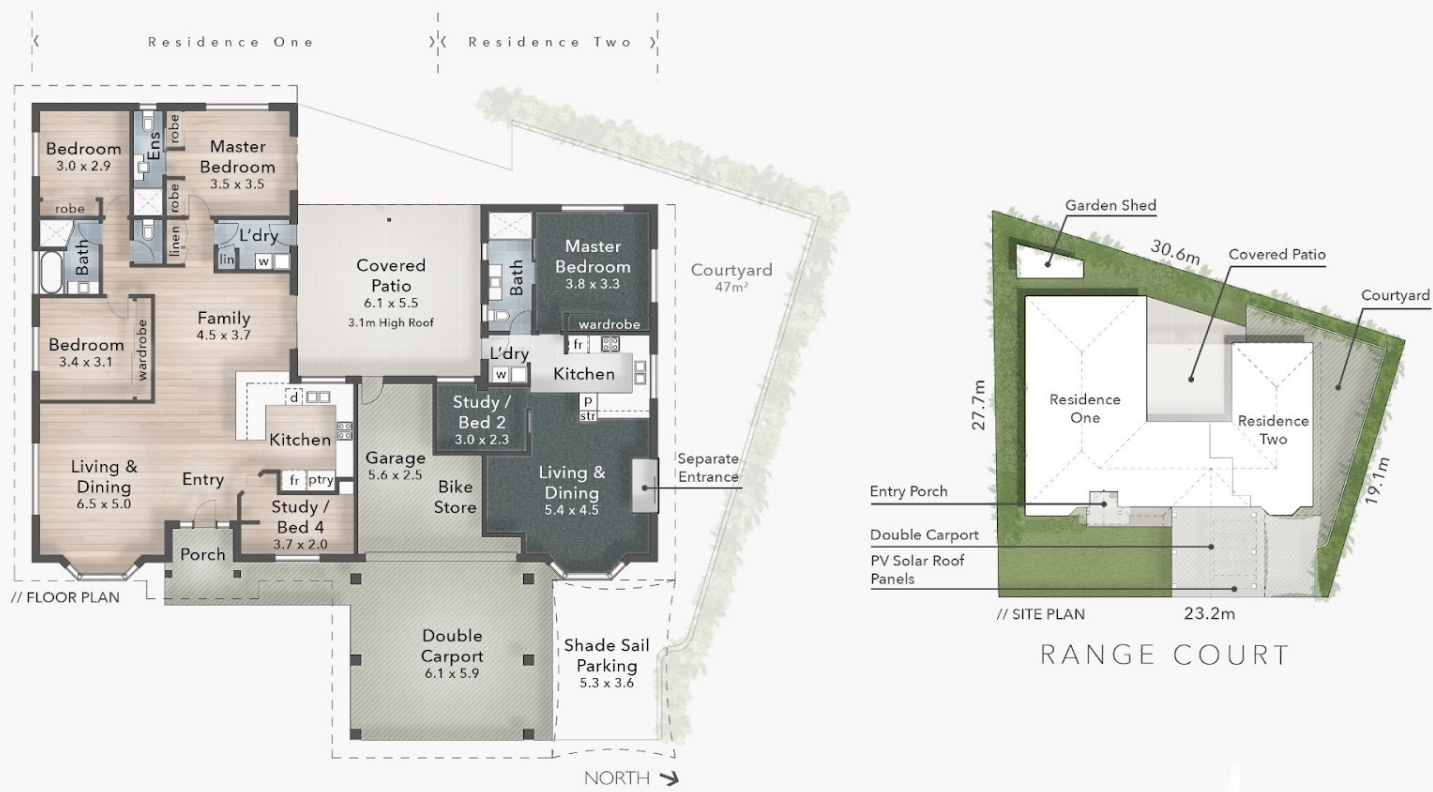 Residence One
Residence Two
Bedroom
3.0 x 2.9
robe
Ens
robe
robe
Master
Bedroom
3.5 x 3.5
Bath
linen
lin
L'dry
w
Bedroom
3.4 x 3.1
wardrobe
Family
4.5 x 3.7
Covered
Patio
6.1 x 5.5
3.1m High Roof
Bath
Master
Bedroom
3.8 x 3.3
wardrobe
Courtyard
47m²
L'dry
w
fr
Kitchen
p
str
Study /
Bed 2
3.0 x 2.3
d
Kitchen
fr
ptry
Living &
Dining
6.5 x 5.0
Entry
Study /
Bed 4
3.7 x 2.0
Garage
5.6 x 2.5
Bike
Store
Living &
Dining
5.4 x 4.5
Separate
Entrance
Porch
// FLOOR PLAN
Double
Carport
6.1 x 5.9
Shade Sail
Parking
5.3 x 3.6
NORTH
Garden Shed
30.6m
Covered Patio
Courtyard
27.7m
Residence
One
Residence
Two
19.1m
Entry Porch
Double Carport
PV Solar Roof
Panels
// SITE PLAN
23.2m
RANGE COURT